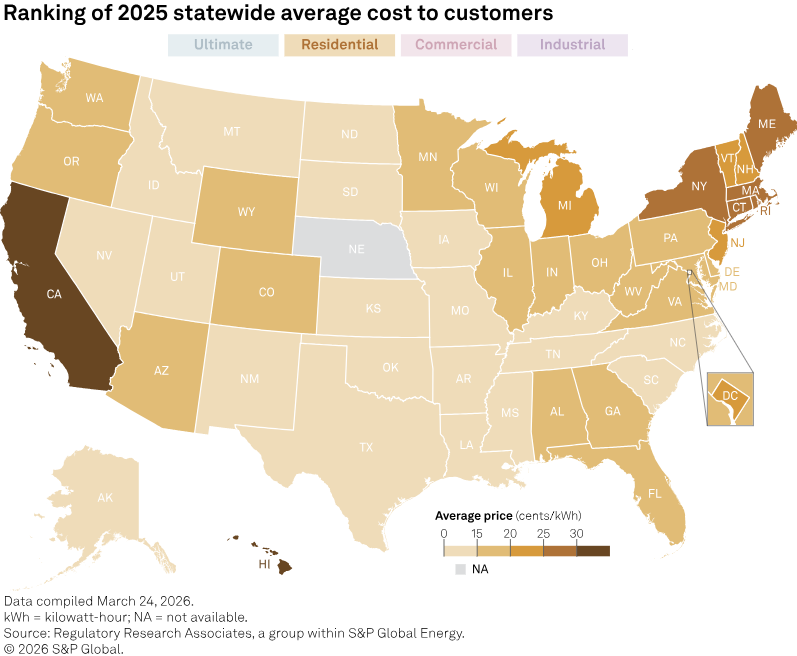 Ranking of 2025 statewide average cost to customers
Ultimate Residential Commercial Industrial
WA
MT
ND
MN
ME
OR
ID
SD
WI
VT
NH
WY
MI
NY
MA
CT
RI
NV
UT
NE
IA
PA
NJ
CA
CO
IL
IN
OH
DE
MD
KS
MO
WV
VA
KY
AZ
NM
OK
AR
TN
NC
SC
DC
MS
AL
GA
TX
LA
FL
AK
HI
Average price (cents/kWh)
0 15 20 25 30
NA
Data compiled March 24, 2026.
kWh = kilowatt-hour; NA = not available.
Source: Regulatory Research Associates, a group within S&P Global Energy.
© 2026 S&P Global.